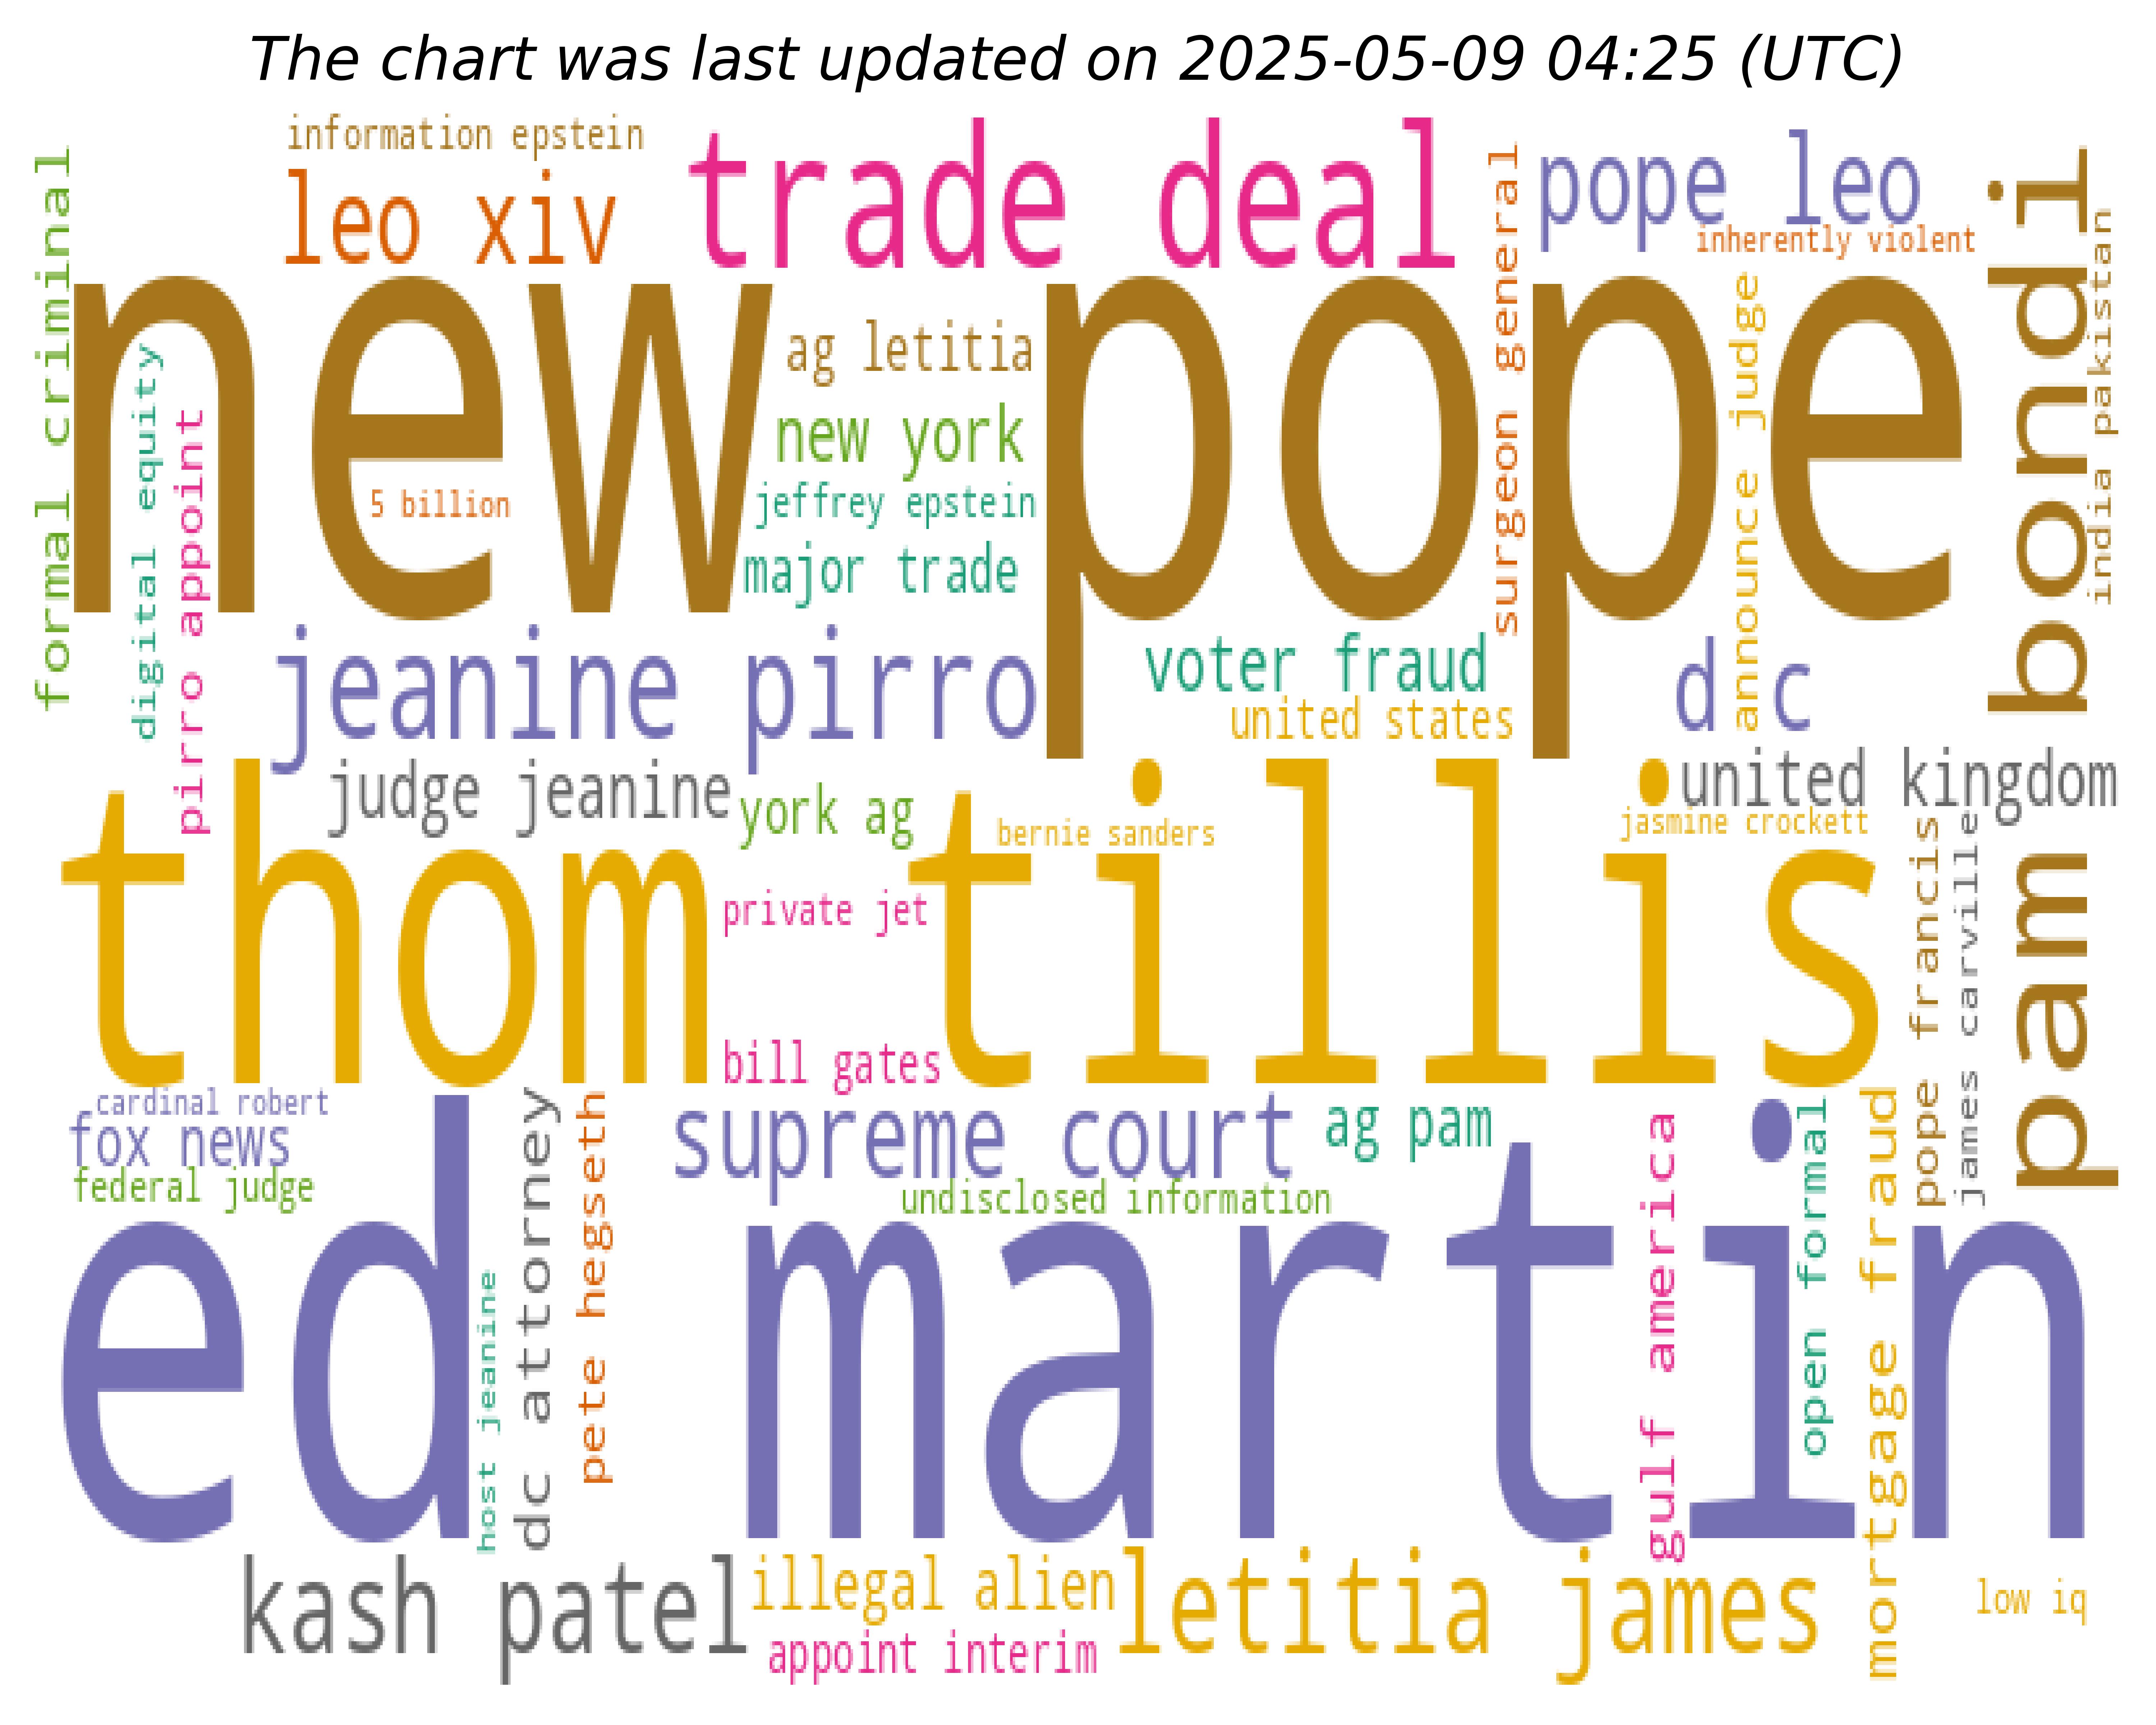 The chart was last updated on 2025-05-09 04:25 (UTC)
information epstein
leo xiv
trade deal
pope leo
inherently violent
formal criminal
new pope
surgeon general
announce judge
pam bondi
india pakistan
ag letitia
new york
digital equity
pirro appoint
5 billion
jeffrey epstein
major trade
jeanine pirro
voter fraud
united states
d c
judge jeanine
york ag
united kingdom
bernie sanders
jasmine crockett
thom tillis
private jet
pope francis
james carville
bill gates
cardinal robert
fox news
federal judge
supreme court
ag pam
undisclosed information
ed martin
host jeanine
dc attorney
pete hegseth
gulf america
open formal
mortgage fraud
kash patel
illegal alien
appoint interim
letitia james
low iq